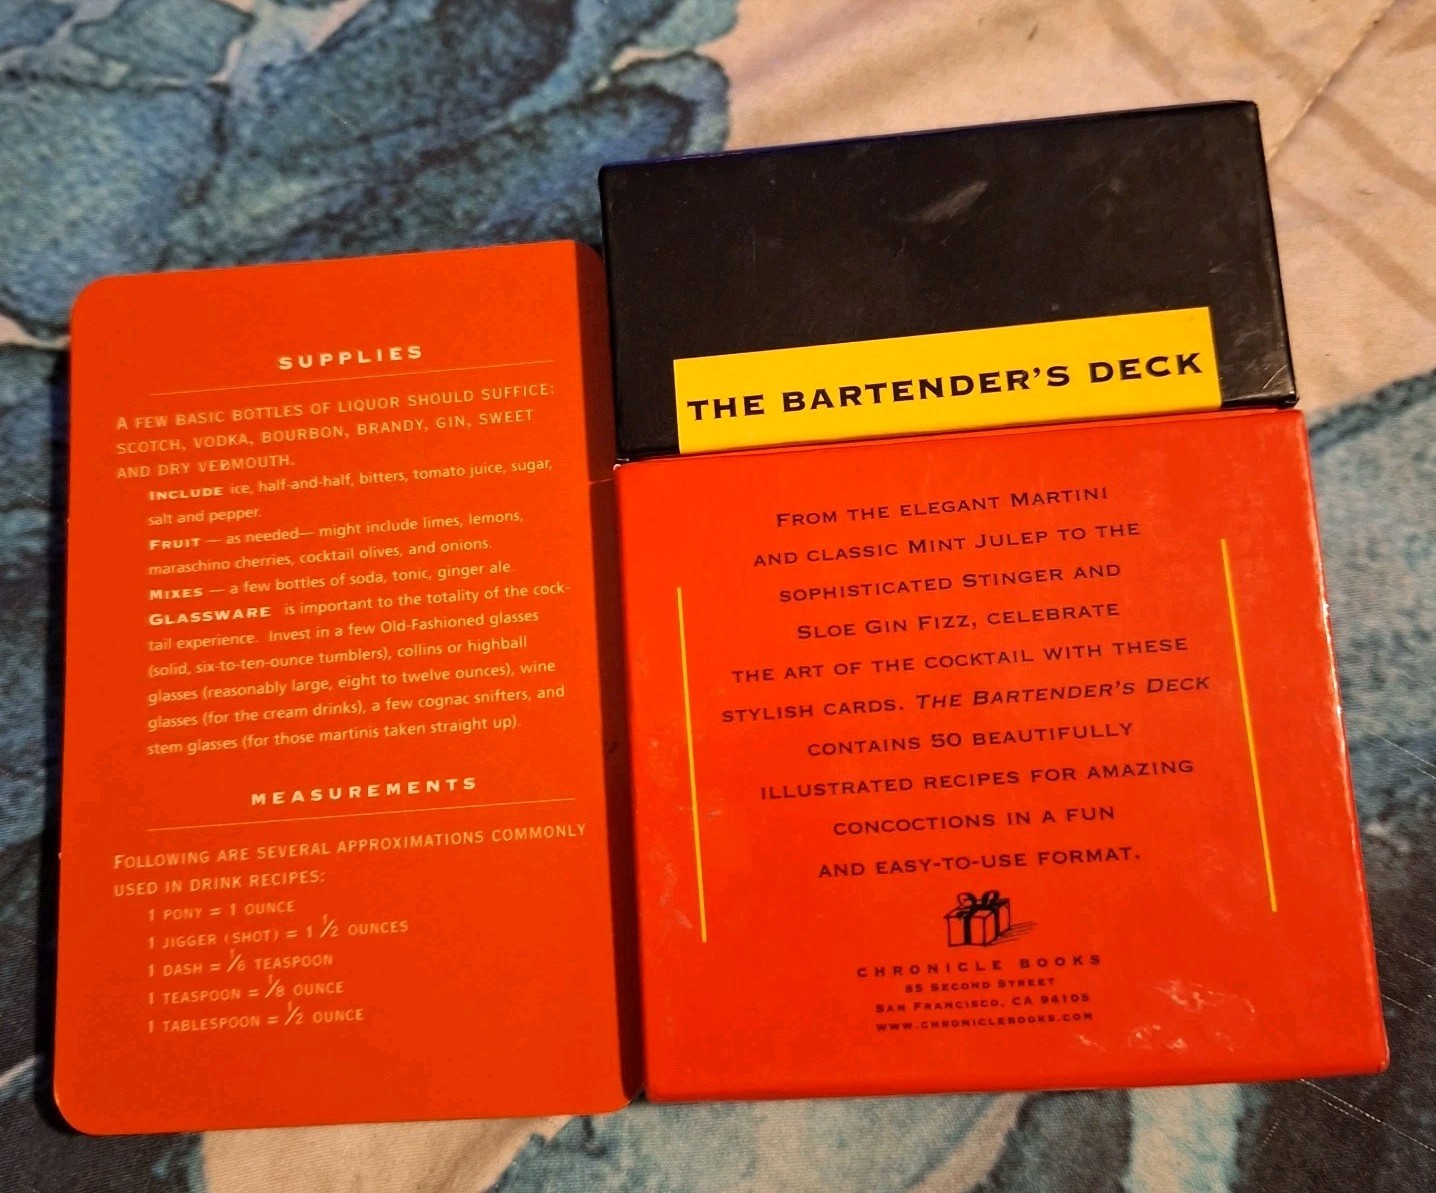 SUPPLIES
A FEW BASIC BOTTLES OF LIQUOR SHOULD SUFFICE:
SCOTCH, VODKA, BOURBON, BRANDY, GIN, SWEET
AND DRY VERMOUTH.
INCLUDE ice, half-and-half, bitters, tomato juice, sugar,
salt and pepper.
FRUIT — as needed— might include limes, lemons,
maraschino cherries, cocktail olives, and onions.
MIXES — a few bottles of soda, tonic, ginger ale.
GLASSWARE is important to the totality of the cock-
tail experience. Invest in a few Old-Fashioned glasses
(solid, six-to-ten-ounce tumblers), collins or highball
glasses (reasonably large, eight to twelve ounces), wine
glasses (for the cream drinks), a few cognac snifters, and
stem glasses (for those martinis taken straight up).
MEASUREMENTS
FOLLOWING ARE SEVERAL APPROXIMATIONS COMMONLY
USED IN DRINK RECIPES:
1 PONY = 1 OUNCE
1 JIGGER (SHOT) = 1 1/2 OUNCES
1 DASH = 1/6 TEASPOON
1 TEASPOON = 1/8 OUNCE
1 TABLESPOON = 1/2 OUNCE
THE BARTENDER'S DECK
FROM THE ELEGANT MARTINI
AND CLASSIC MINT JULEP TO THE
SOPHISTICATED STINGER AND
SLOE GIN FIZZ, CELEBRATE
THE ART OF THE COCKTAIL WITH THESE
STYLISH CARDS. THE BARTENDER'S DECK
CONTAINS 50 BEAUTIFULLY
ILLUSTRATED RECIPES FOR AMAZING
CONCOCTIONS IN A FUN
AND EASY-TO-USE FORMAT.
CHRONICLE BOOKS
85 SECOND STREET
SAN FRANCISCO, CA 94105
WWW.CHRONICLEBOOKS.COM